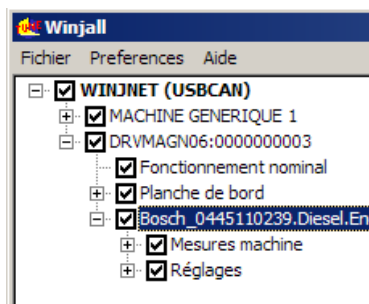 Winjall
Fichier Preferences Aide
WINJNET (USBCAN)
MACHINE GENERIQUE 1
DRVMAGN06:0000000003
Fonctionnement nominal
Planche de bord
Bosch_0445110239.Diesel.En
Mesures machine
Réglages